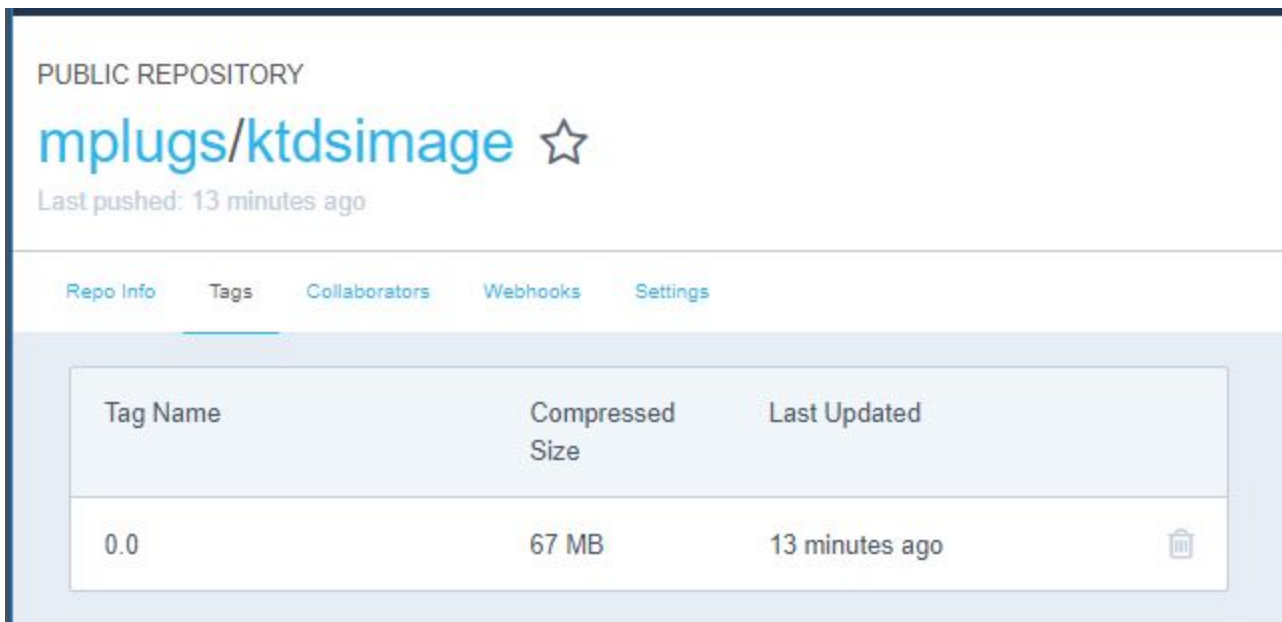 PUBLIC REPOSITORY
mplugs/ktdsimage
Last pushed: 13 minutes ago
Repo Info Tags Collaborators Webhooks Settings
Tag Name Compressed Size Last Updated
0.0 67 MB 13 minutes ago